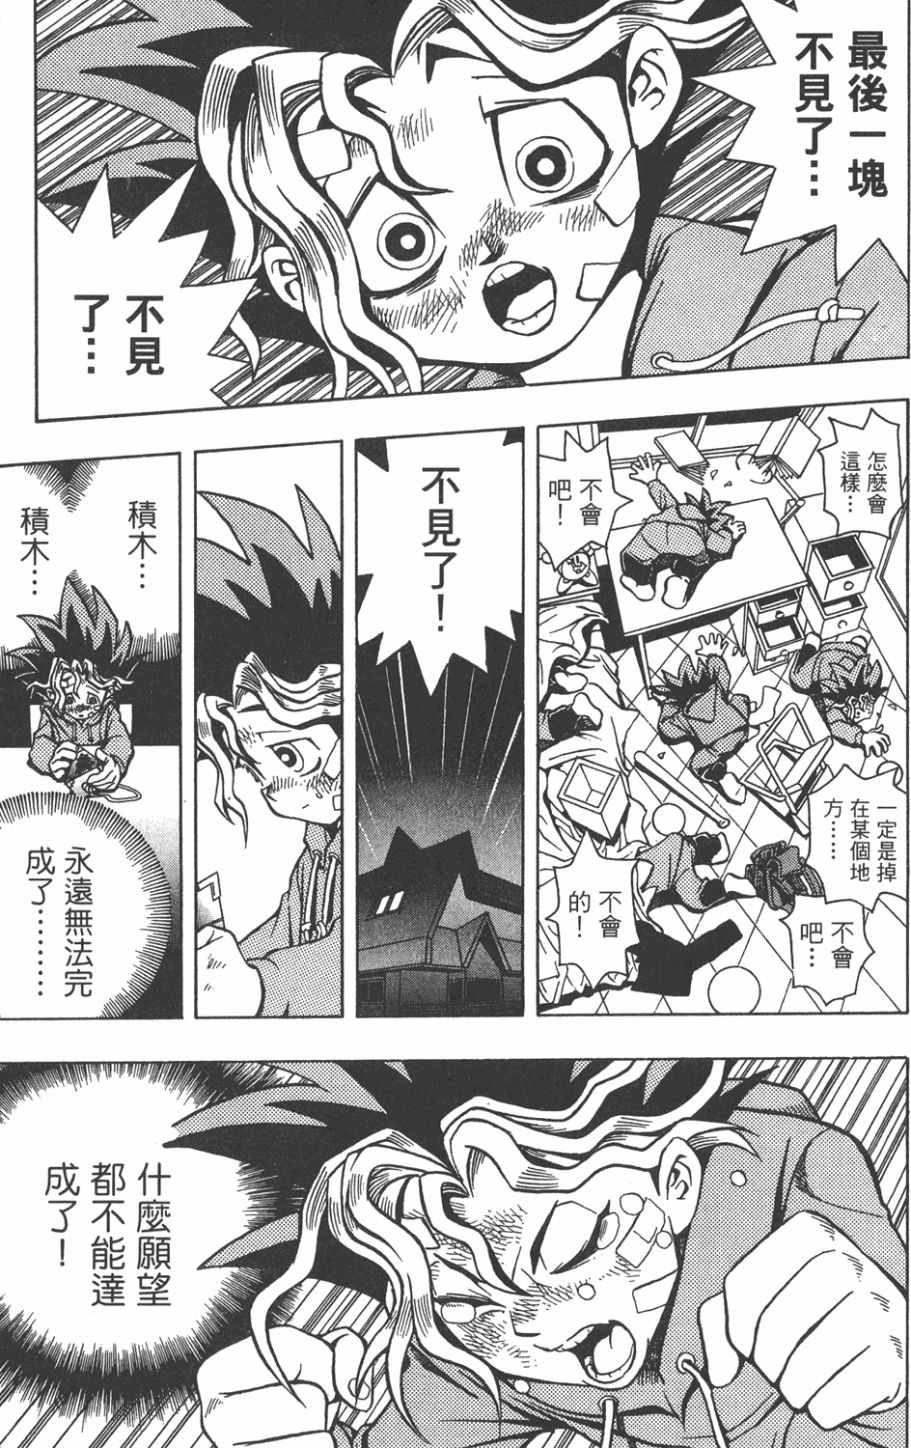 最後一塊
不見了…
不見
了…
怎麼會
這樣…
不會
吧！
一定是掉
在某個地
方……
不會
吧…
不會
的！
不見了！
積木…
積木…
永遠無法完
成了………
什麼願望
都不能達
成了！